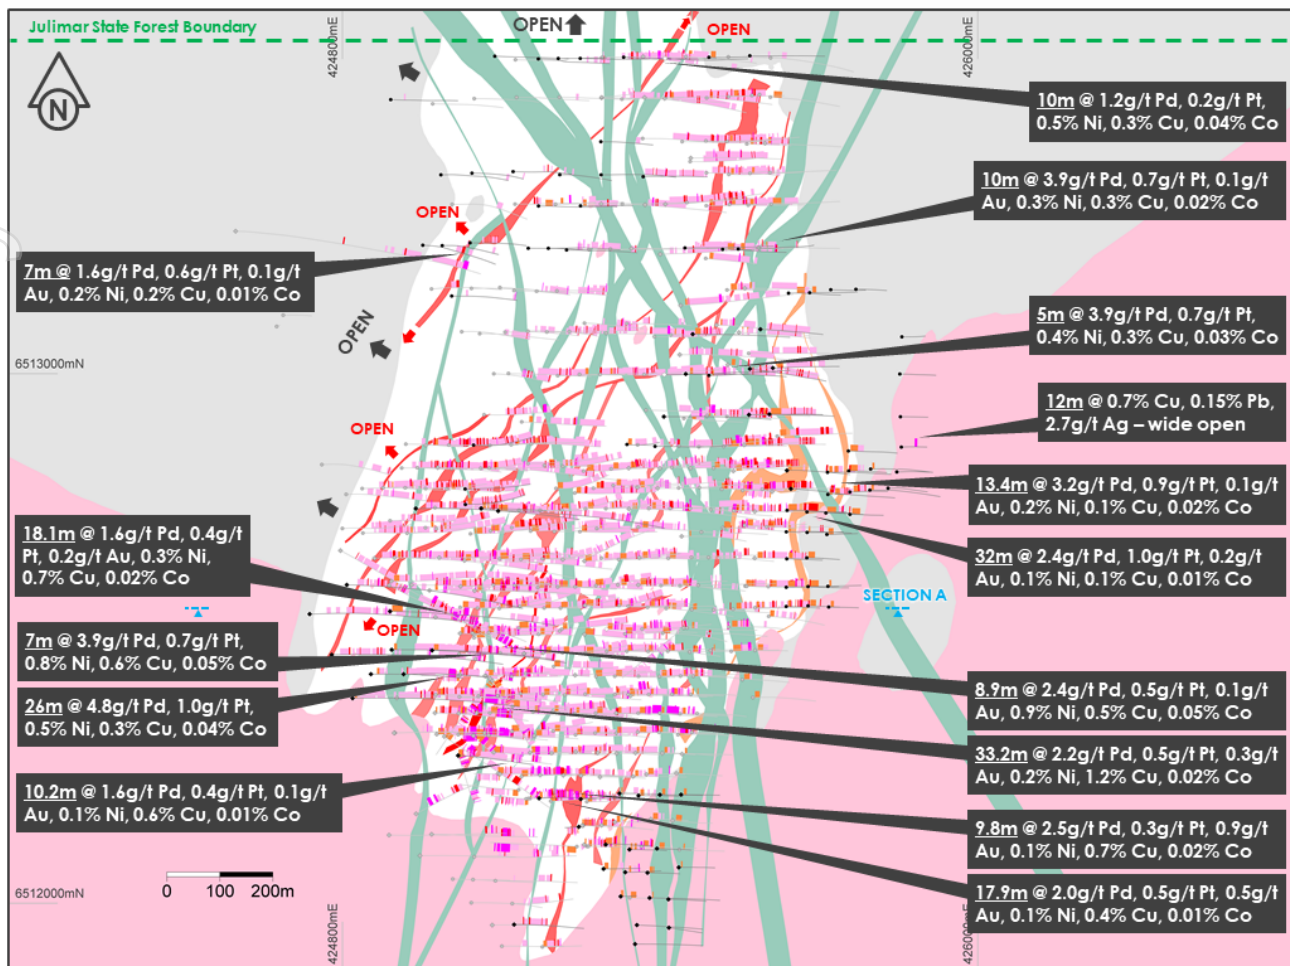 Julimar State Forest Boundary
OPEN
OPEN
424800mE
426000mE
N
10m @ 1.2g/t Pd, 0.2g/t Pt,
0.5% Ni, 0.3% Cu, 0.04% Co
10m @ 3.9g/t Pd, 0.7g/t Pt, 0.1g/t
Au, 0.3% Ni, 0.3% Cu, 0.02% Co
OPEN
7m @ 1.6g/t Pd, 0.6g/t Pt, 0.1g/t
Au, 0.2% Ni, 0.2% Cu, 0.01% Co
OPEN
5m @ 3.9g/t Pd, 0.7g/t Pt,
0.4% Ni, 0.3% Cu, 0.03% Co
6513000mN
12m @ 0.7% Cu, 0.15% Pb,
2.7g/t Ag – wide open
OPEN
13.4m @ 3.2g/t Pd, 0.9g/t Pt, 0.1g/t
Au, 0.2% Ni, 0.1% Cu, 0.02% Co
18.1m @ 1.6g/t Pd, 0.4g/t
Pt, 0.2g/t Au, 0.3% Ni,
0.7% Cu, 0.02% Co
32m @ 2.4g/t Pd, 1.0g/t Pt, 0.2g/t
Au, 0.1% Ni, 0.1% Cu, 0.01% Co
SECTION A
OPEN
7m @ 3.9g/t Pd, 0.7g/t Pt,
0.8% Ni, 0.6% Cu, 0.05% Co
26m @ 4.8g/t Pd, 1.0g/t Pt,
0.5% Ni, 0.3% Cu, 0.04% Co
8.9m @ 2.4g/t Pd, 0.5g/t Pt, 0.1g/t
Au, 0.9% Ni, 0.5% Cu, 0.05% Co
33.2m @ 2.2g/t Pd, 0.5g/t Pt, 0.3g/t
Au, 0.2% Ni, 1.2% Cu, 0.02% Co
10.2m @ 1.6g/t Pd, 0.4g/t Pt, 0.1g/t
Au, 0.1% Ni, 0.6% Cu, 0.01% Co
9.8m @ 2.5g/t Pd, 0.3g/t Pt, 0.9g/t
Au, 0.1% Ni, 0.7% Cu, 0.02% Co
17.9m @ 2.0g/t Pd, 0.5g/t Pt, 0.5g/t
Au, 0.1% Ni, 0.4% Cu, 0.01% Co
0 100 200m
6512000mN
424800mE
426000mE